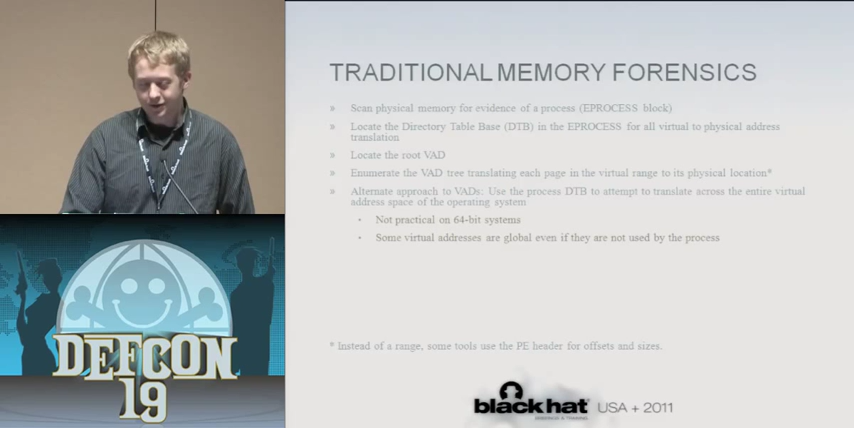 TRADITIONAL MEMORY FORENSICS
» Scan physical memory for evidence of a process (EPROCESS block)
» Locate the Directory Table Base (DTB) in the EPROCESS for all virtual to physical address
translation
» Locate the root VAD
» Enumerate the VAD tree translating each page in the virtual range to its physical location*
» Alternate approach to VADs: Use the process DTB to attempt to translate across the entire virtual
address space of the operating system
• Not practical on 64-bit systems
• Some virtual addresses are global even if they are not used by the process
* Instead of a range, some tools use the PE header for offsets and sizes.
black hat USA + 2011
DEFCON
19